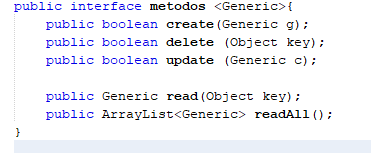 public interface metodos <Generic>{
public boolean create(Generic g);
public boolean delete (Object key);
public boolean update (Generic c);
public Generic read(Object key);
public ArrayList<Generic> readAll();
}